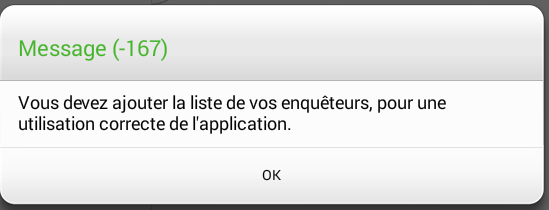 Message (-167)
Vous devez ajouter la liste de vos enquêteurs, pour une
utilisation correcte de l'application.
OK